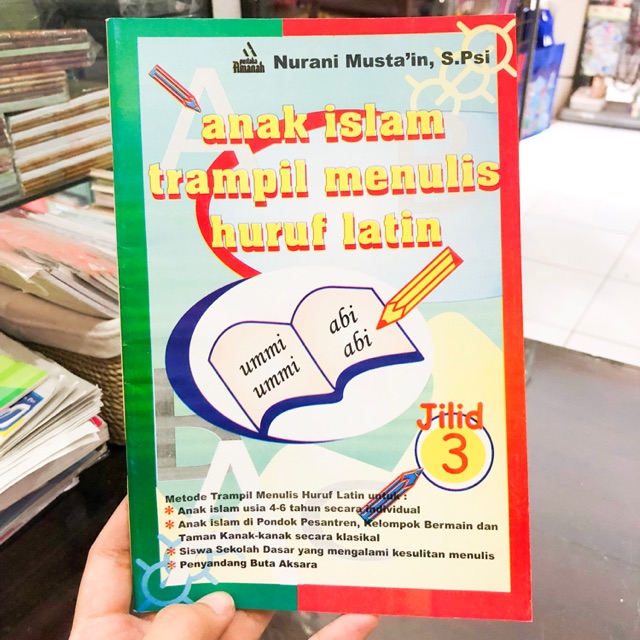 pustaka
Amanah
Nurani Musta'in, S.Psi
anak islam
trampil menulis
huruf latin
ummi
ummi
abi
abi
Jilid
3
Metode Trampil Menulis Huruf Latin untuk :
* Anak islam usia 4-6 tahun secara individual
* Anak Islam di Pondok Pesantren, Kelompok Bermain dan
Taman Kanak-kanak secara klasikal
* Siswa Sekolah Dasar yang mengalami kesulitan menulis
* Penyandang Buta Aksara